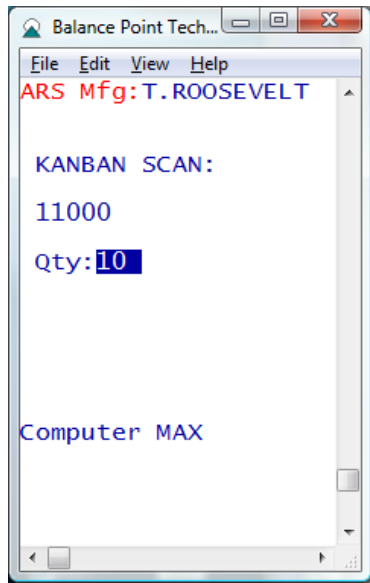 Balance Point Tech...
File Edit View Help
ARS Mfg:T.ROOSEVELT
KANBAN SCAN:
11000
Qty:10
Computer MAX